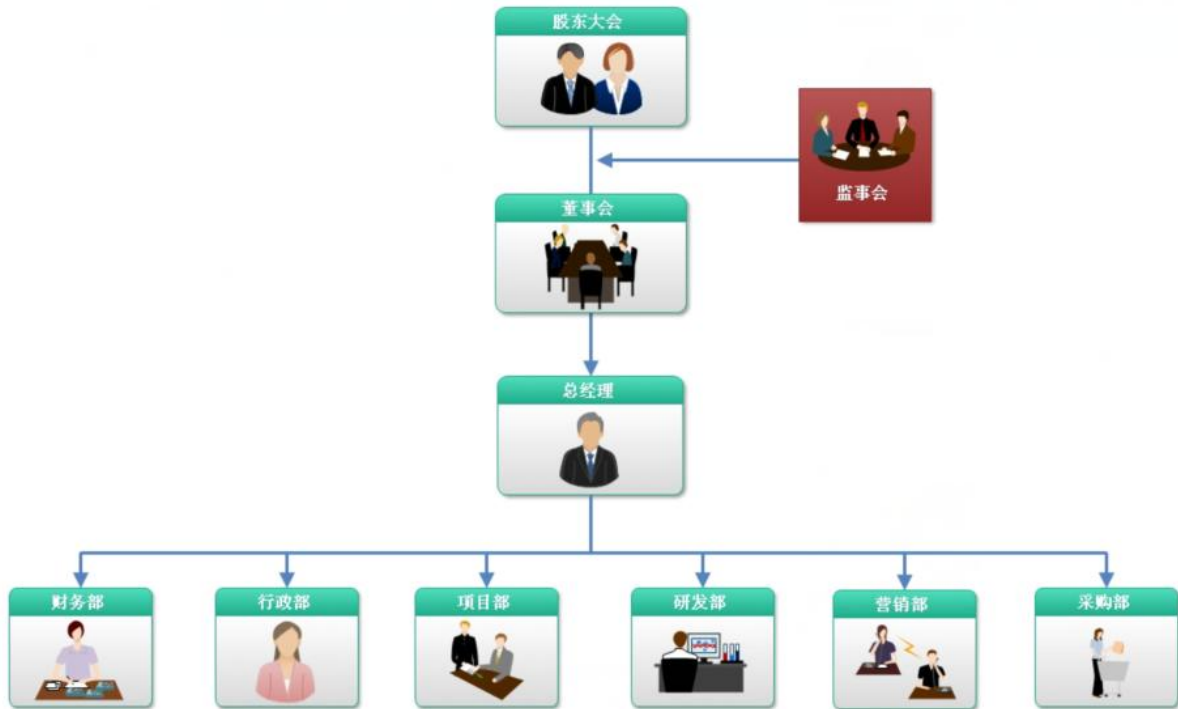 股东大会
监事会
董事会
总经理
财务部
行政部
项目部
研发部
营销部
采购部